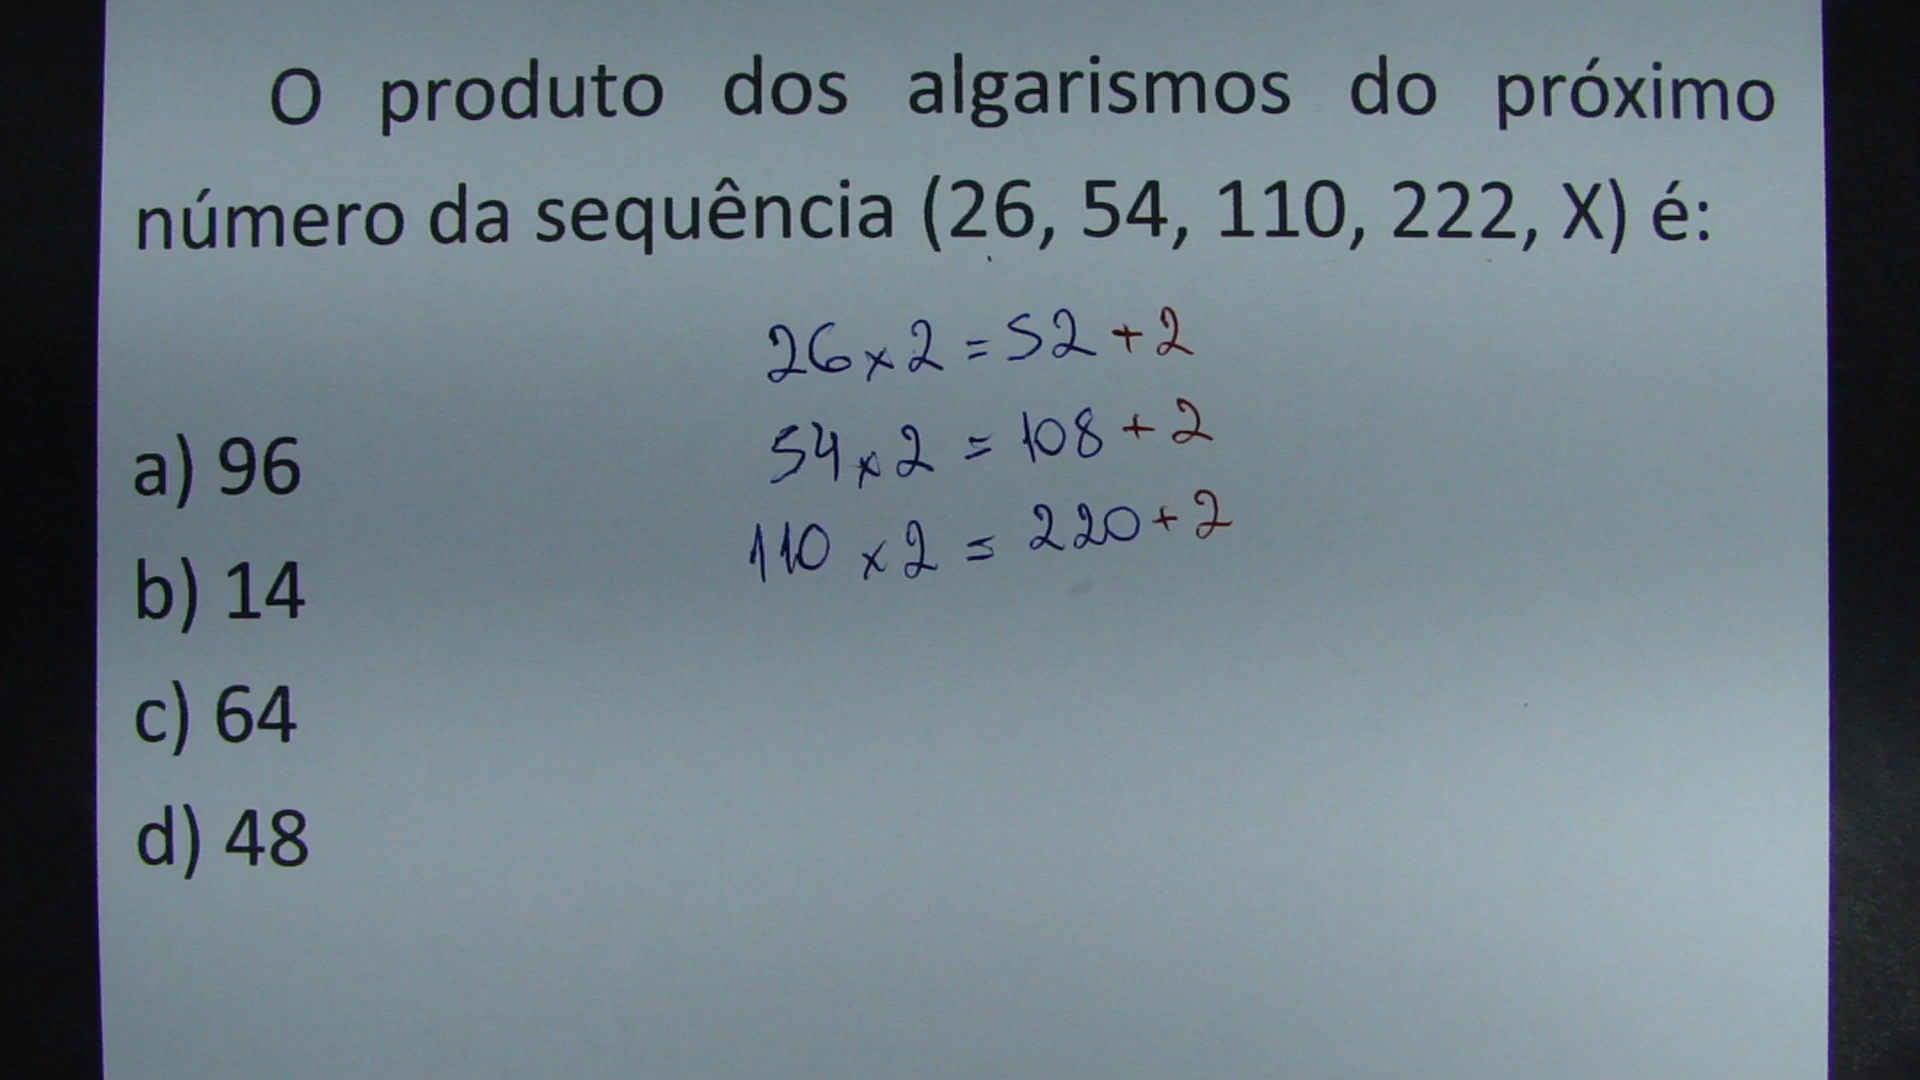 O produto dos algarismos do próximo
número da sequência (26, 54, 110, 222, X) é:
26 x 2 = 52 + 2
54 x 2 = 108 + 2
110 x 2 = 220 + 2
a) 96
b) 14
c) 64
d) 48